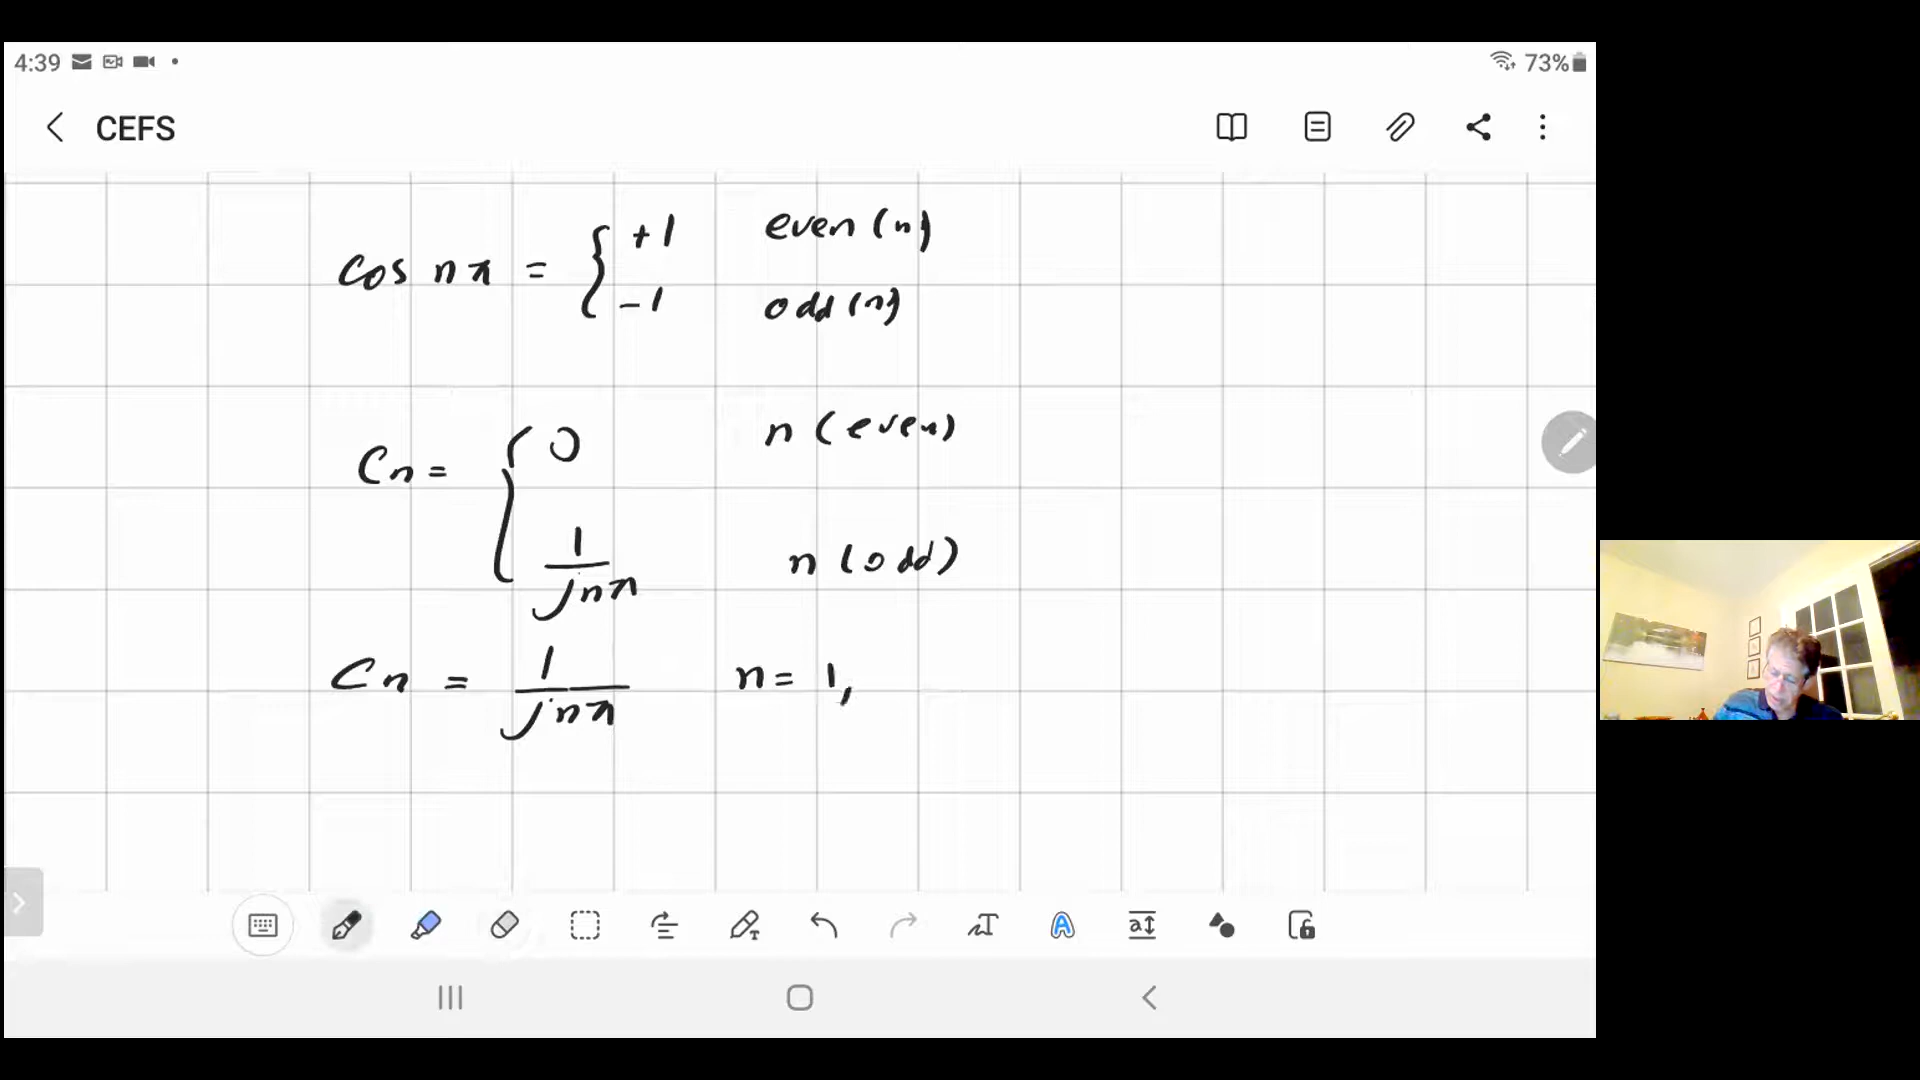 4:39 73%
CEFS
cos nπ = { +1 even(n)
-1 odd(n)
Cn = { 0 n (even)
1/jnπ n (odd)
Cn = 1/jnπ n = 1,